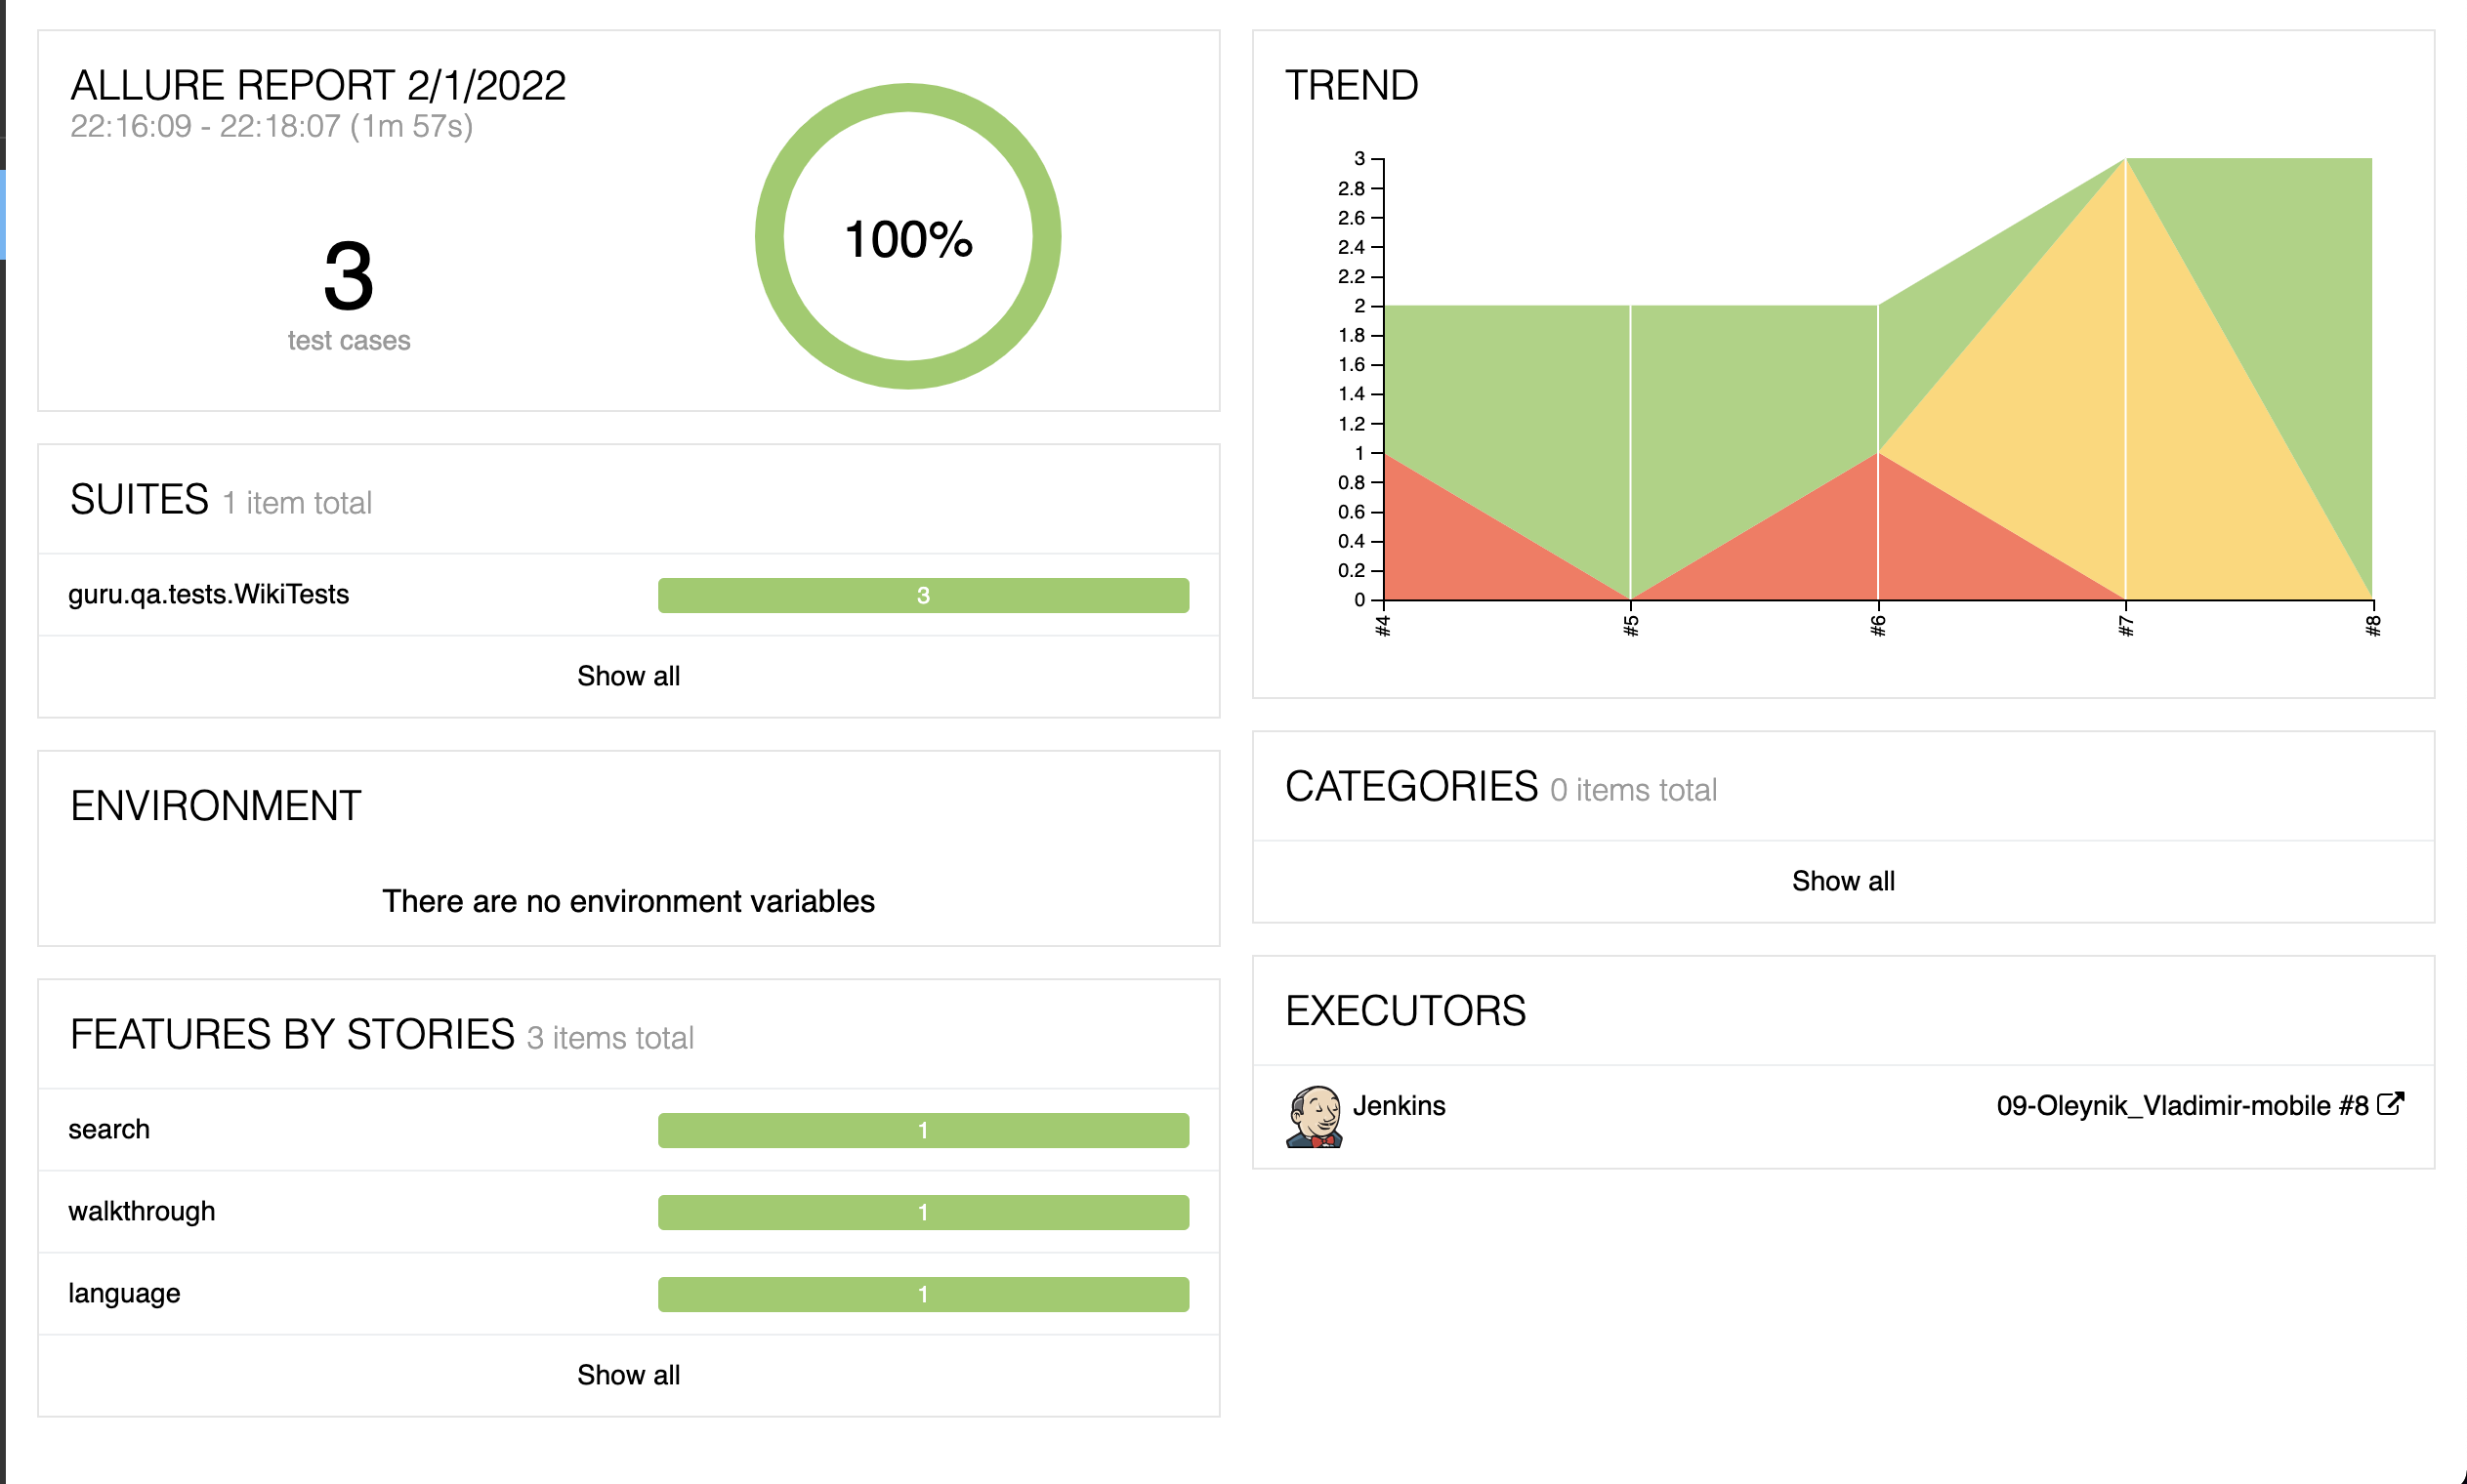 ALLURE REPORT 2/1/2022
22:16:09 - 22:18:07 (1m 57s)
3
test cases
100%
SUITES 1 item total
guru.qa.tests.WikiTests 3
Show all
ENVIRONMENT
There are no environment variables
FEATURES BY STORIES 3 items total
search 1
walkthrough 1
language 1
Show all
TREND
3
2.8
2.6
2.4
2.2
2
1.8
1.6
1.4
1.2
1
0.8
0.6
0.4
0.2
0
#4 #5 #6 #7 #8
CATEGORIES 0 items total
Show all
EXECUTORS
Jenkins 09-Oleynik_Vladimir-mobile #8